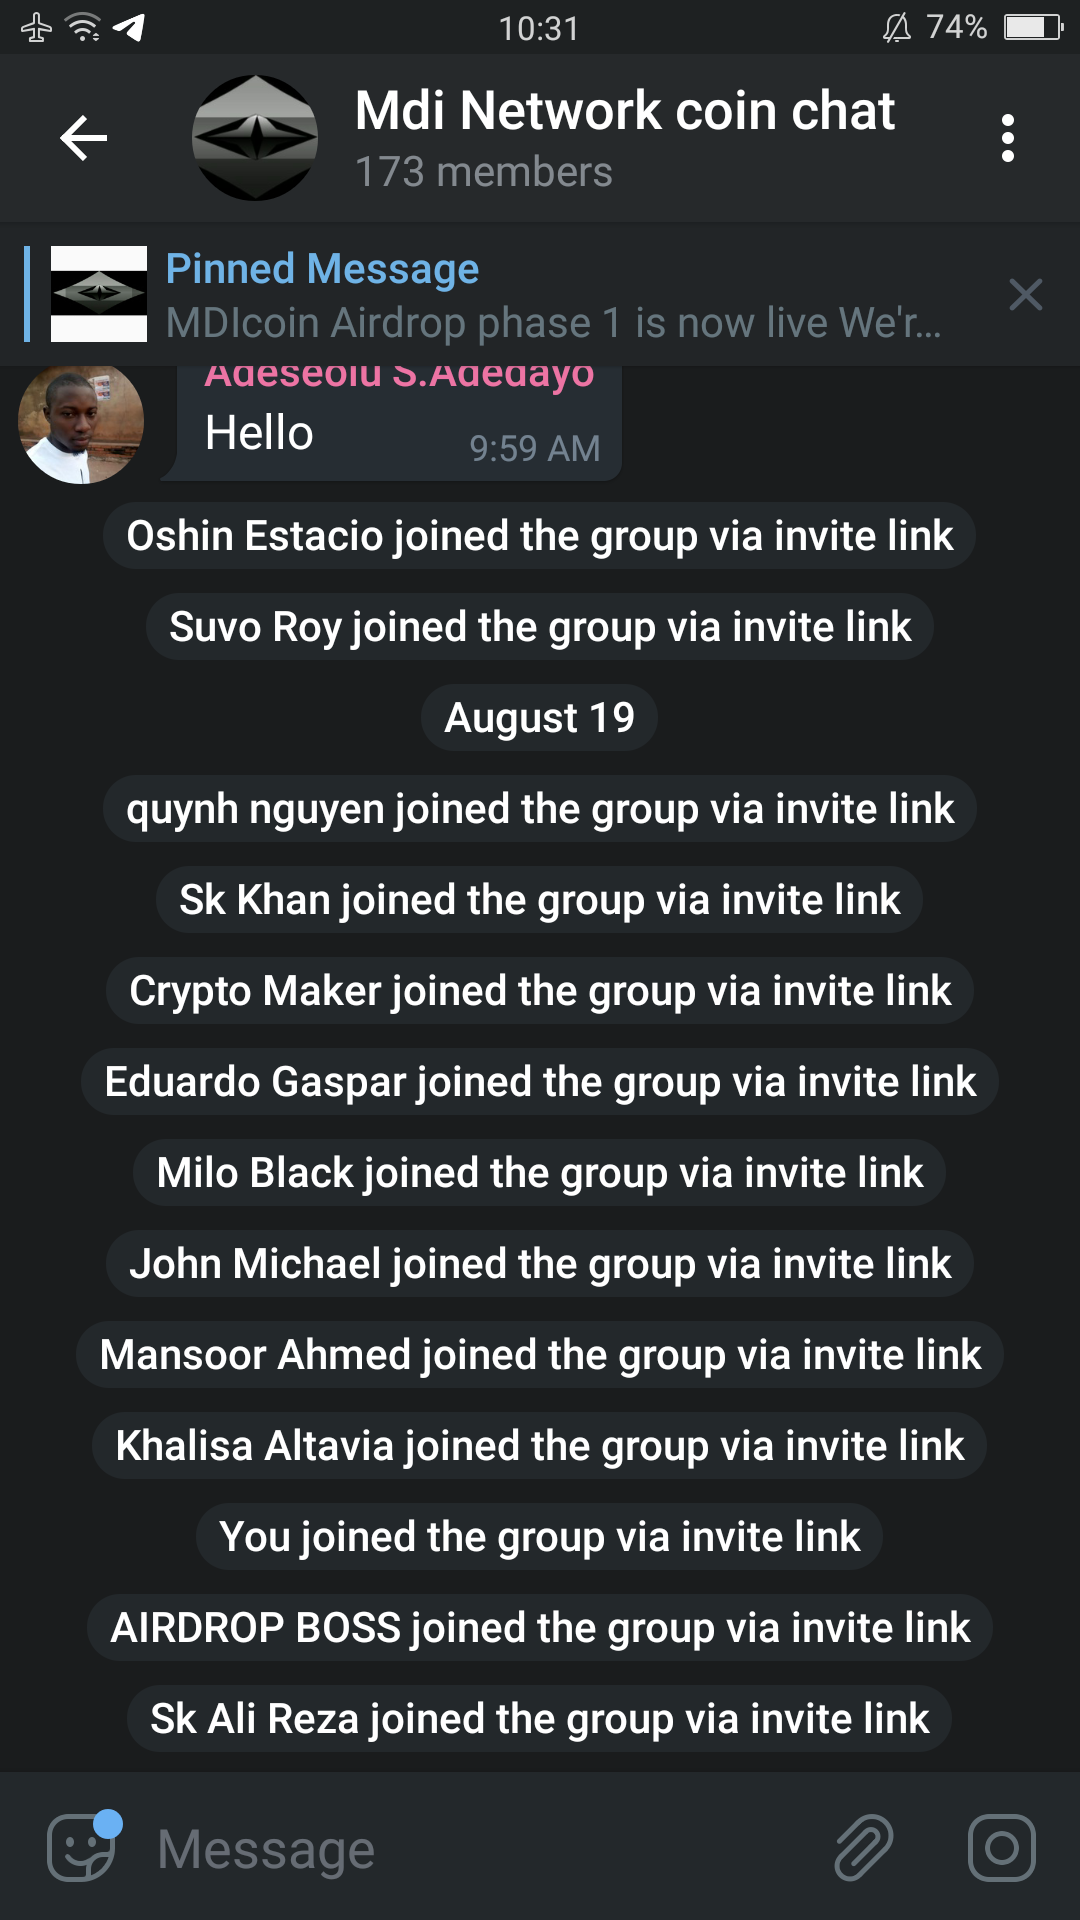 10:31
74%
Mdi Network coin chat
173 members
Pinned Message
MDIcoin Airdrop phase 1 is now live We'r...
Adeseolu S.Adedayo
Hello
9:59 AM
Oshin Estacio joined the group via invite link
Suvo Roy joined the group via invite link
August 19
quynh nguyen joined the group via invite link
Sk Khan joined the group via invite link
Crypto Maker joined the group via invite link
Eduardo Gaspar joined the group via invite link
Milo Black joined the group via invite link
John Michael joined the group via invite link
Mansoor Ahmed joined the group via invite link
Khalisa Altavia joined the group via invite link
You joined the group via invite link
AIRDROP BOSS joined the group via invite link
Sk Ali Reza joined the group via invite link
Message